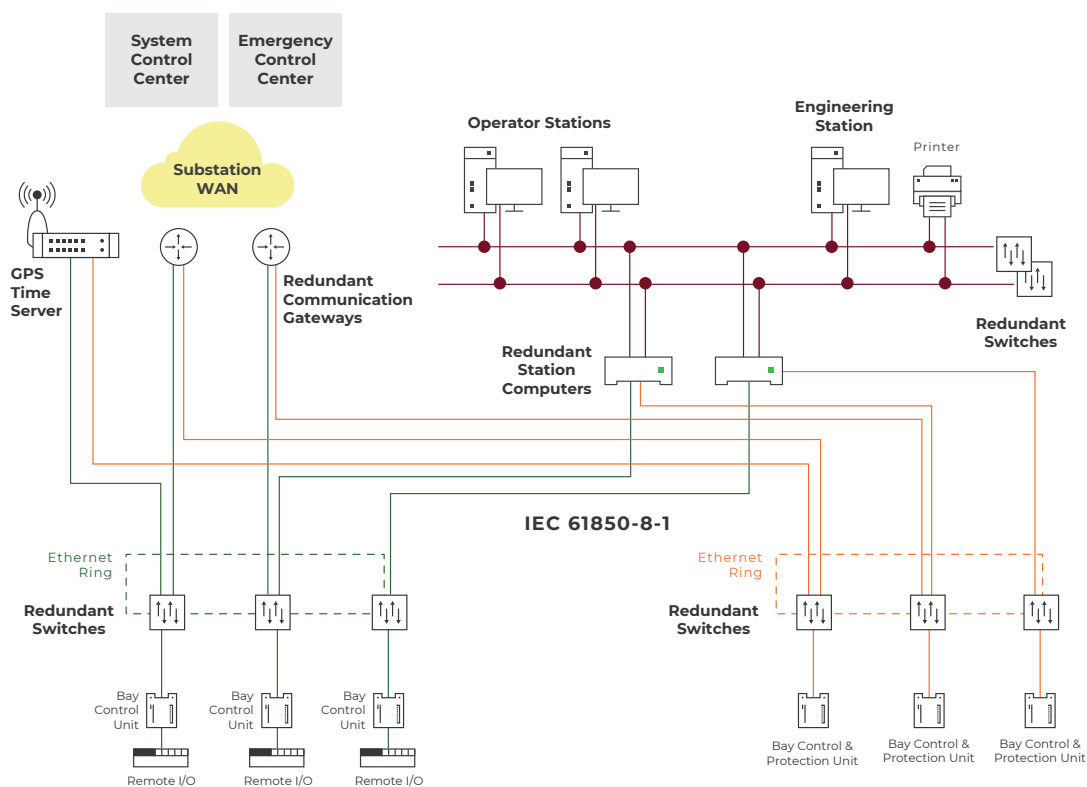 System
Control
Center
Emergency
Control
Center
Substation
WAN
Operator Stations
Engineering
Station
Printer
GPS
Time
Server
Redundant
Communication
Gateways
Redundant
Switches
Redundant
Station
Computers
IEC 61850-8-1
Ethernet
Ring
Redundant
Switches
Ethernet
Ring
Redundant
Switches
Bay
Control
Unit
Bay
Control
Unit
Bay
Control
Unit
Remote I/O
Remote I/O
Remote I/O
Bay Control &
Protection Unit
Bay Control &
Protection Unit
Bay Control &
Protection Unit